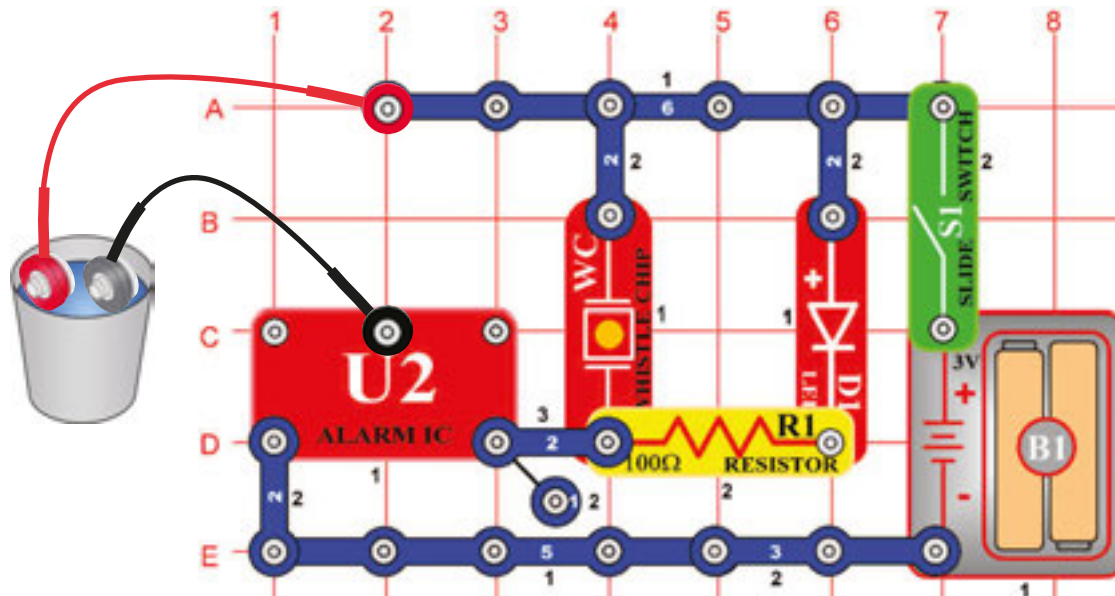 1 2 3 4 5 6 7 8
A
1
6
2 2
2 2
2
SLIDE SWITCH
S1
B
WC
WHISTLE CHIP
1
+
1
D1
LED
C
U2
ALARM IC
1
3V
+
-
B1
1
D
3
2
R1
100Ω RESISTOR
2
2 2
1 2
E
5
1
3
2